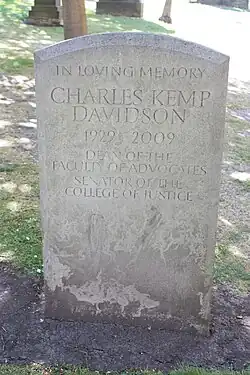 IN LOVING MEMORY
CHARLES KEMP
DAVIDSON
1929 - 2009
DEAN OF THE
FACULTY OF ADVOCATES
SENATOR OF THE
COLLEGE OF JUSTICE